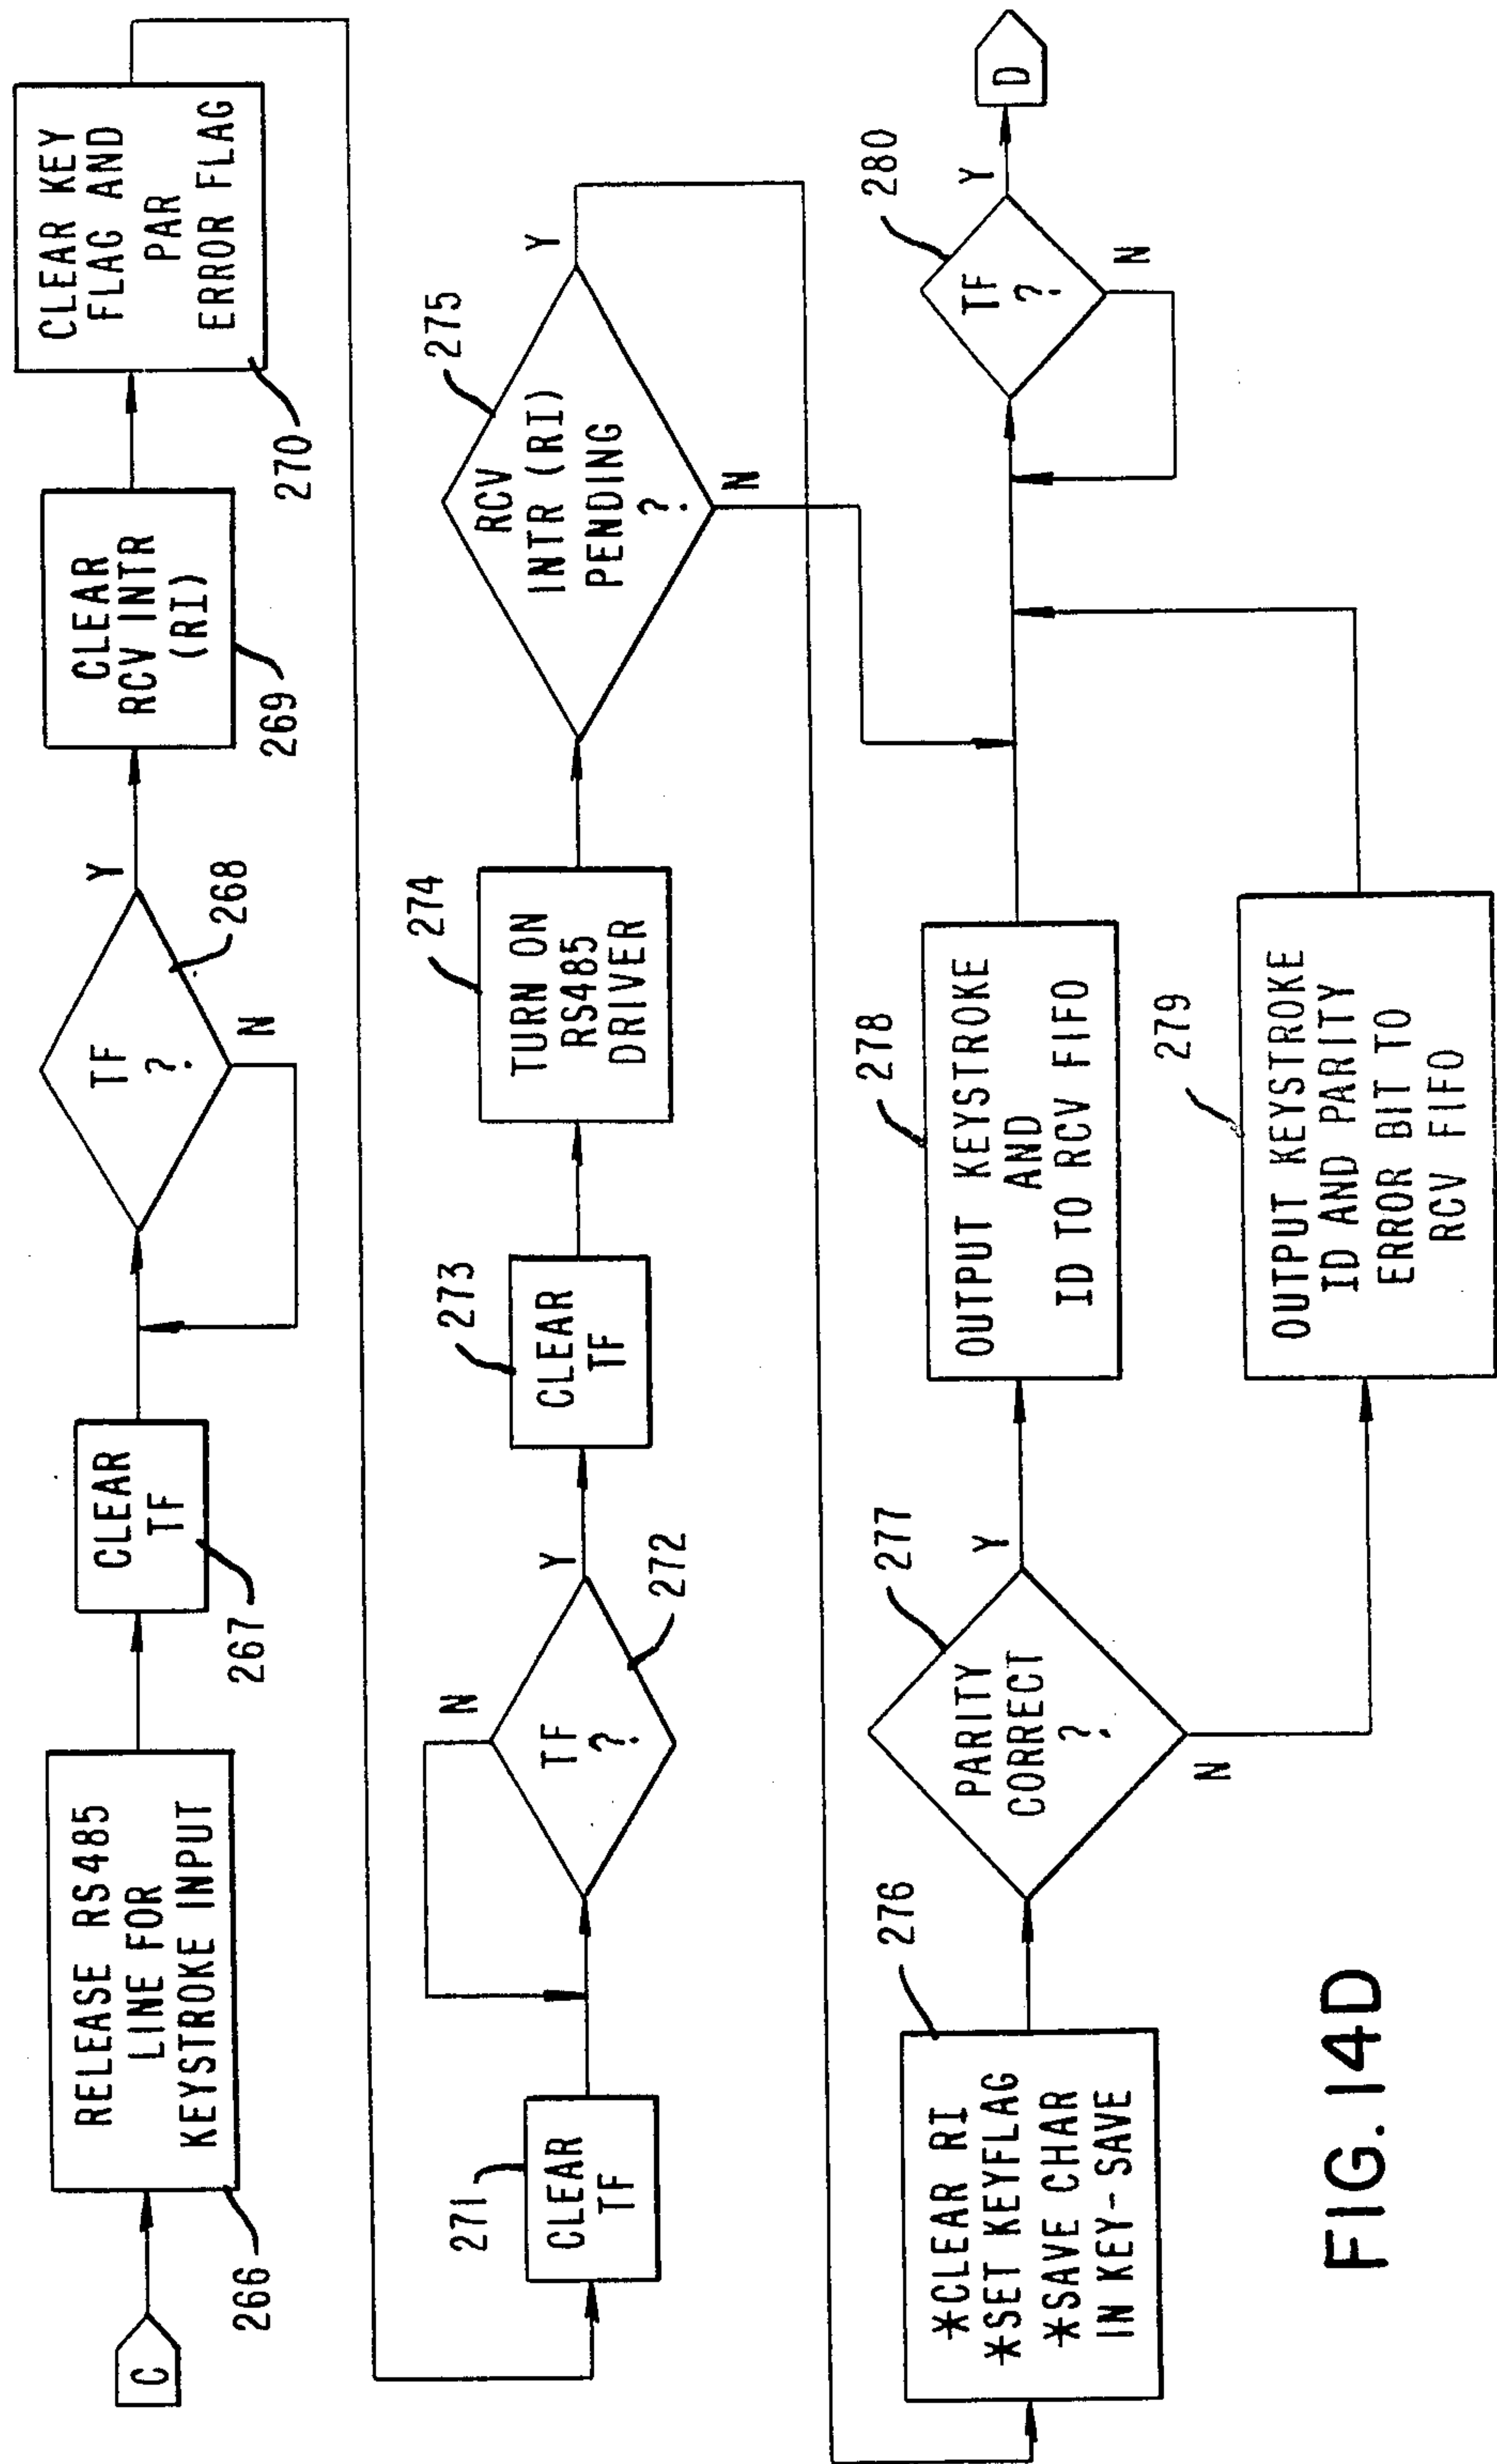 C
RELEASE RS485
LINE FOR
KEYSTROKE INPUT
266
CLEAR
TF
267
TF
?
268
Y
N
CLEAR
RCV INTR
(RI)
269
CLEAR KEY
FLAG AND
PAR
ERROR FLAG
270
271
CLEAR
TF
TF
?
272
N
Y
273
CLEAR
TF
274
TURN ON
RS485
DRIVER
275
RCV
INTR (RI)
PENDING
?
Y
N
276
*CLEAR RI
*SET KEYFLAG
*SAVE CHAR
IN KEY-SAVE
277
PARITY
CORRECT
?
Y
N
278
OUTPUT KEYSTROKE
AND
ID TO RCV FIFO
279
OUTPUT KEYSTROKE
ID AND PARITY
ERROR BIT TO
RCV FIFO
280
TF
?
Y
N
D
FIG. 14D